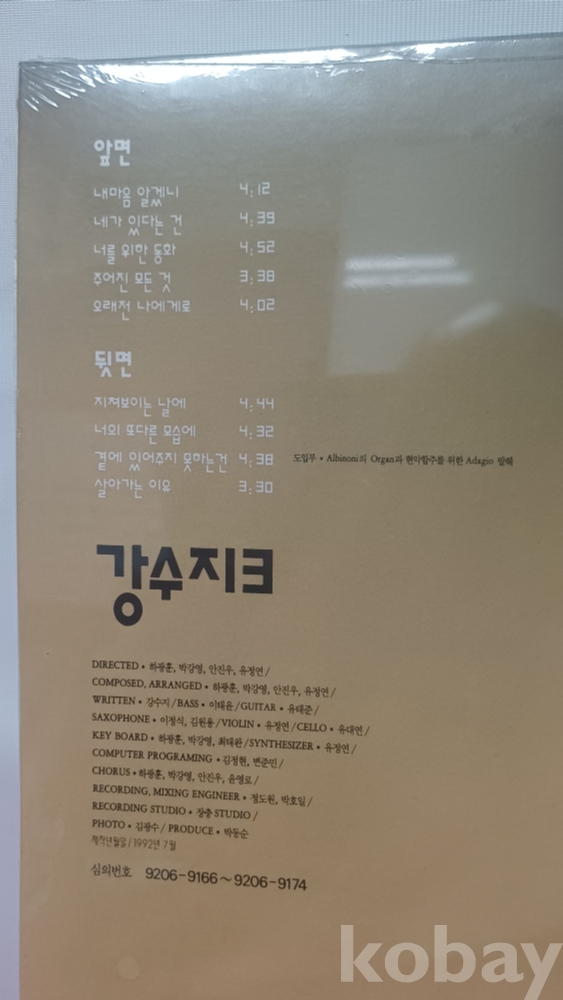 앞면
내마음 알겠니 4:12
네가 있다는 건 4:39
너를 위한 동화 4:52
주어진 모든 것 3:38
오래전 나에게로 4:02
뒷면
지쳐보이는 날에 4:44
너의 또다른 모습에 4:32
곁에 있어주지 못하는건 4:38 도입부 • Albinoni의 Organ과 현악합주를 위한 Adagio 발췌
살아가는 이유 3:30
강수지3
DIRECTED • 하광훈, 박강영, 안진우, 유정연/
COMPOSED, ARRANGED • 하광훈, 박강영, 안진우, 유정연/
WRITTEN • 강수지/BASS • 이태윤/GUITAR • 유태준/
SAXOPHONE • 이정식, 김원용/VIOLIN • 유정연/CELLO • 유대연/
KEY BOARD • 하광훈, 박강영, 최태완/SYNTHESIZER • 유정연/
COMPUTER PROGRAMING • 김정현, 변준민/
CHORUS • 하광훈, 박강영, 안진우, 윤영로/
RECORDING, MIXING ENGINEER • 정도원, 박호일/
RECORDING STUDIO • 장충 STUDIO/
PHOTO • 김광수/PRODUCE • 박동순
제작년월일/1992년 7월
심의번호 9206-9166~9206-9174
kobay